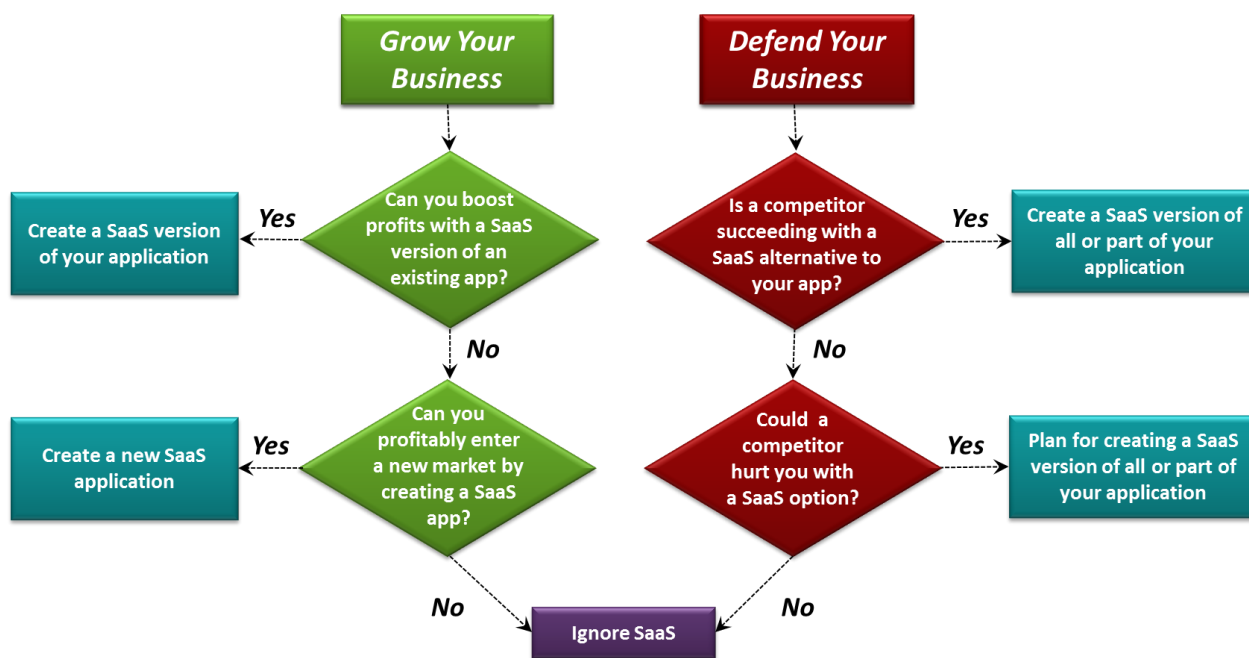 Grow Your
Business
Defend Your
Business
Can you boost
profits with a SaaS
version of an
existing app?
Yes
Create a SaaS version
of your application
No
Is a competitor
succeeding with a
SaaS alternative to
your app?
Yes
Create a SaaS version of
all or part of your
application
No
Can you
profitably enter
a new market by
creating a SaaS
app?
Yes
Create a new SaaS
application
No
Could a
competitor
hurt you with
a SaaS option?
Yes
Plan for creating a SaaS
version of all or part of
your application
No
Ignore SaaS